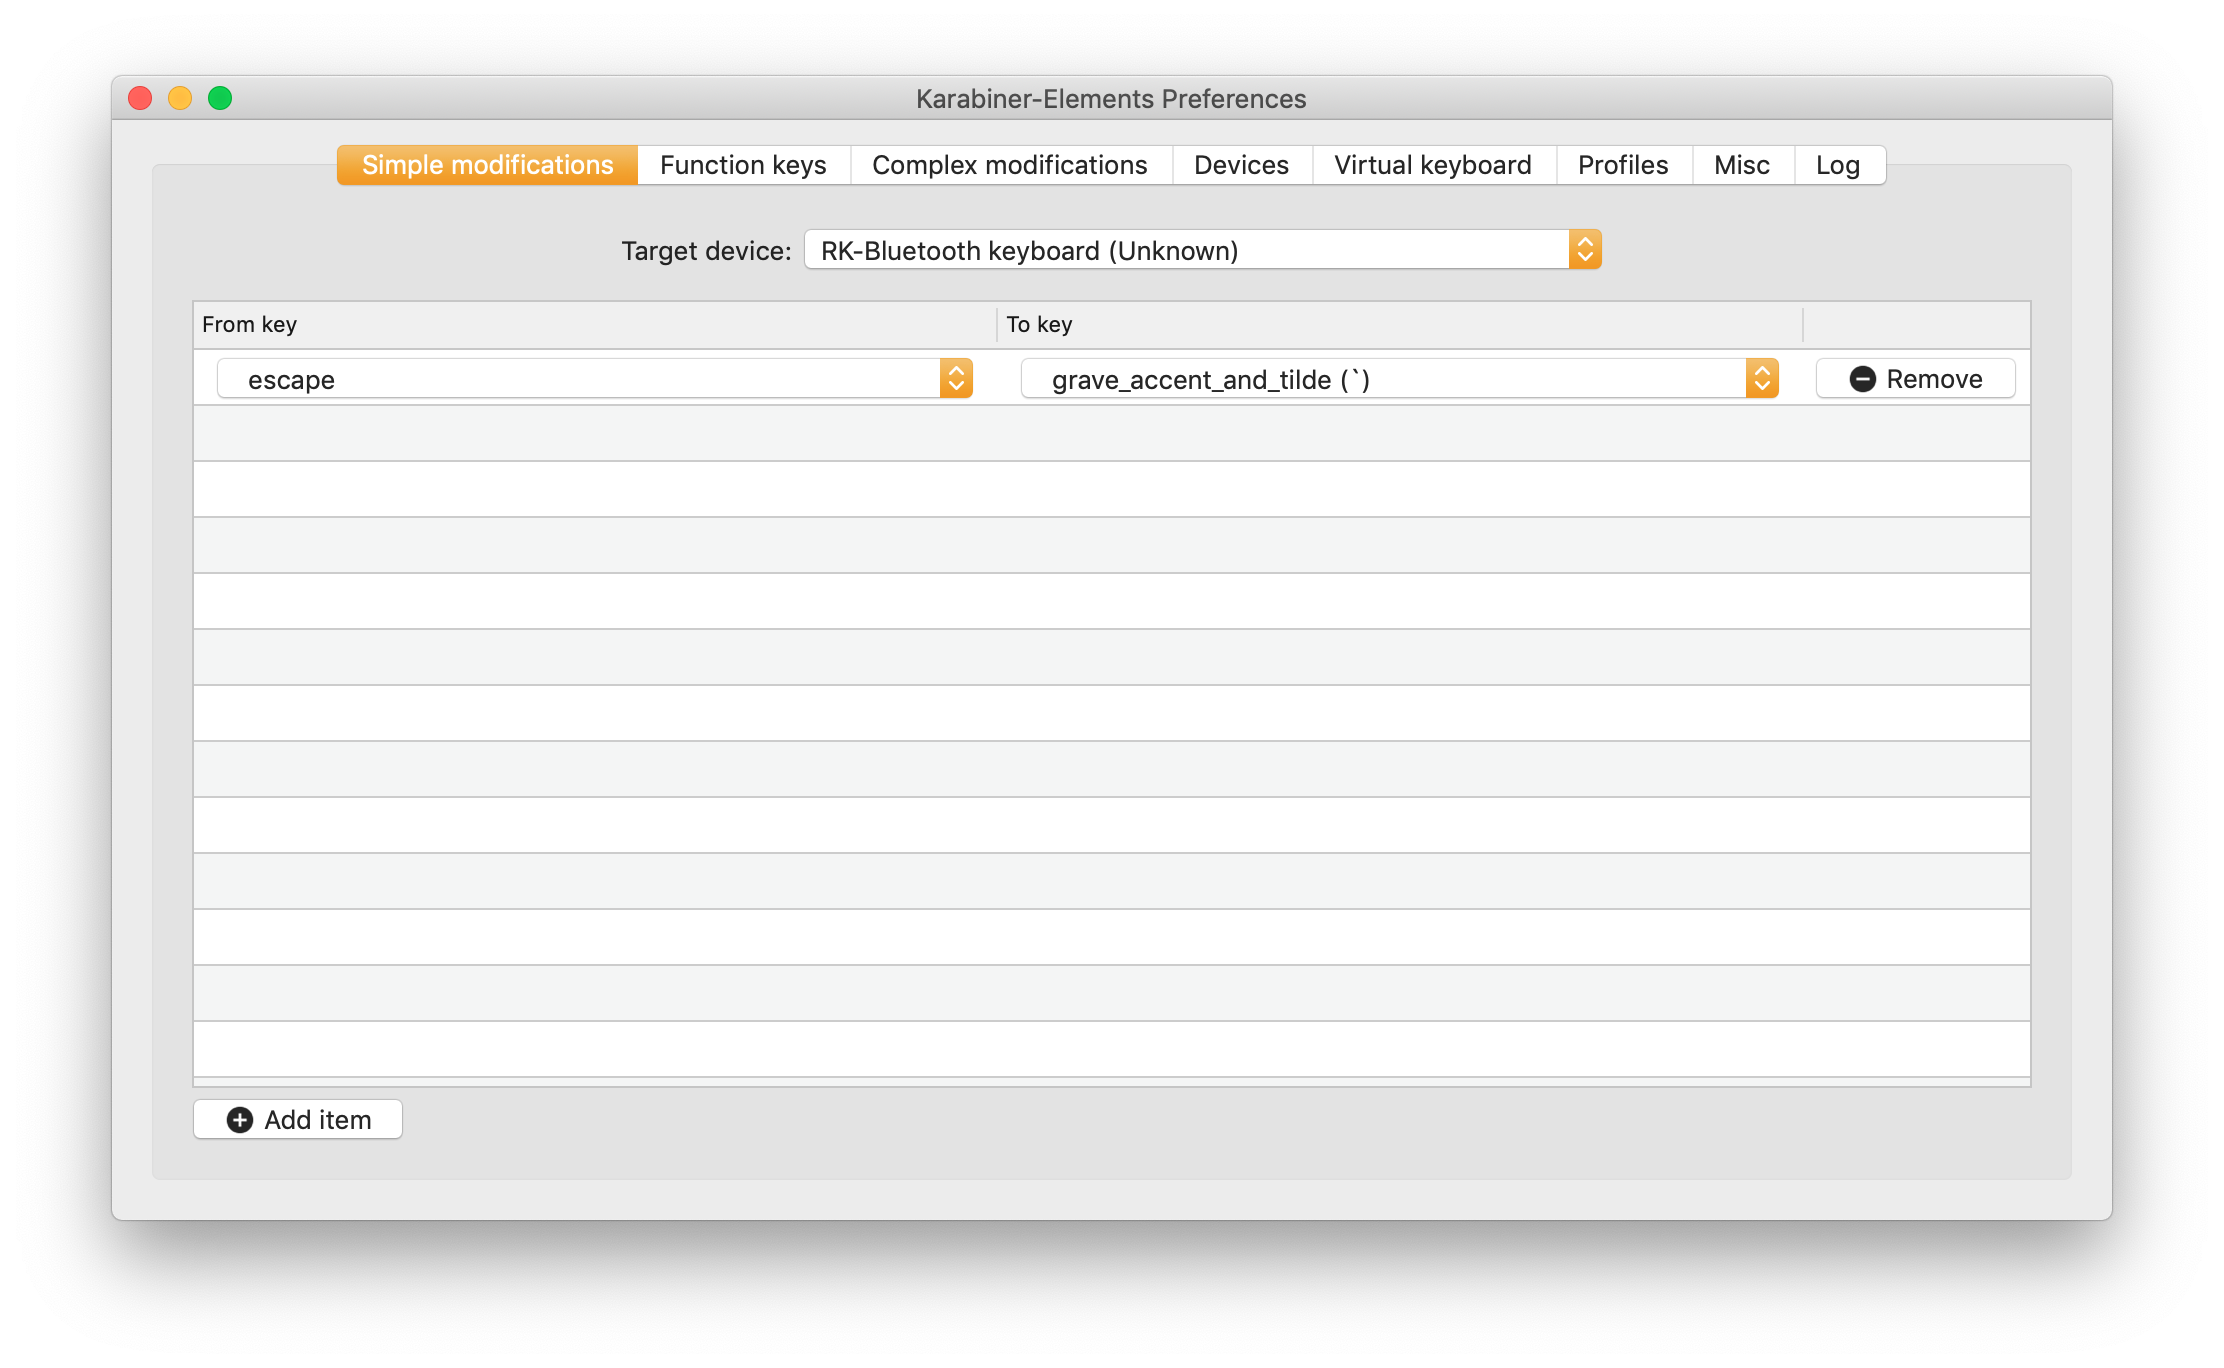 Karabiner-Elements Preferences
Simple modifications Function keys Complex modifications Devices Virtual keyboard Profiles Misc Log
Target device: RK-Bluetooth keyboard (Unknown)
From key To key
escape grave_accent_and_tilde (`) Remove
Add item